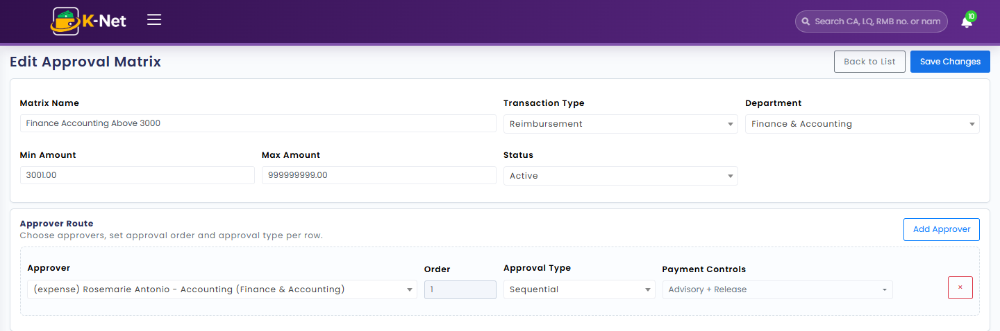 K-Net
Search CA, LQ, RMB no. or nam
10
Edit Approval Matrix
Back to List
Save Changes
Matrix Name
Transaction Type
Department
Finance Accounting Above 3000
Reimbursement
Finance & Accounting
Min Amount
Max Amount
Status
3001.00
999999999.00
Active
Approver Route
Choose approvers, set approval order and approval type per row.
Add Approver
Approver
Order
Approval Type
Payment Controls
(expense) Rosemarie Antonio - Accounting (Finance & Accounting)
1
Sequential
Advisory + Release
×